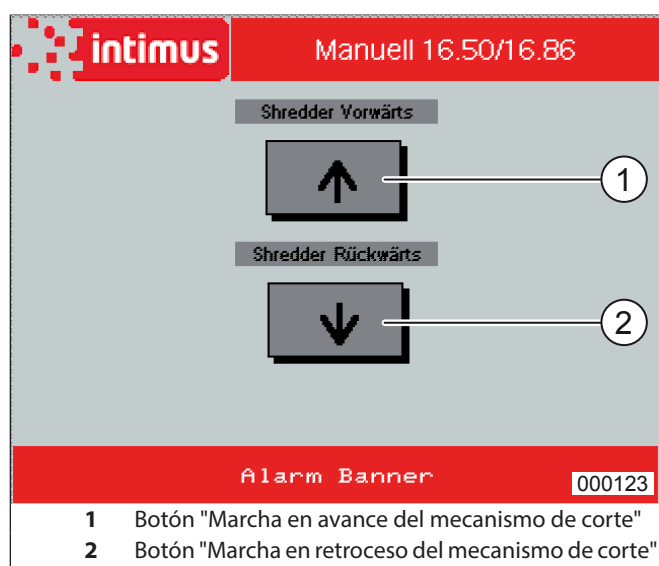 intimus
Manuell 16.50/16.86
Shredder Vorwärts
1
Shredder Rückwärts
2
Alarm Banner
000123
1 Botón "Marcha en avance del mecanismo de corte"
2 Botón "Marcha en retroceso del mecanismo de corte"